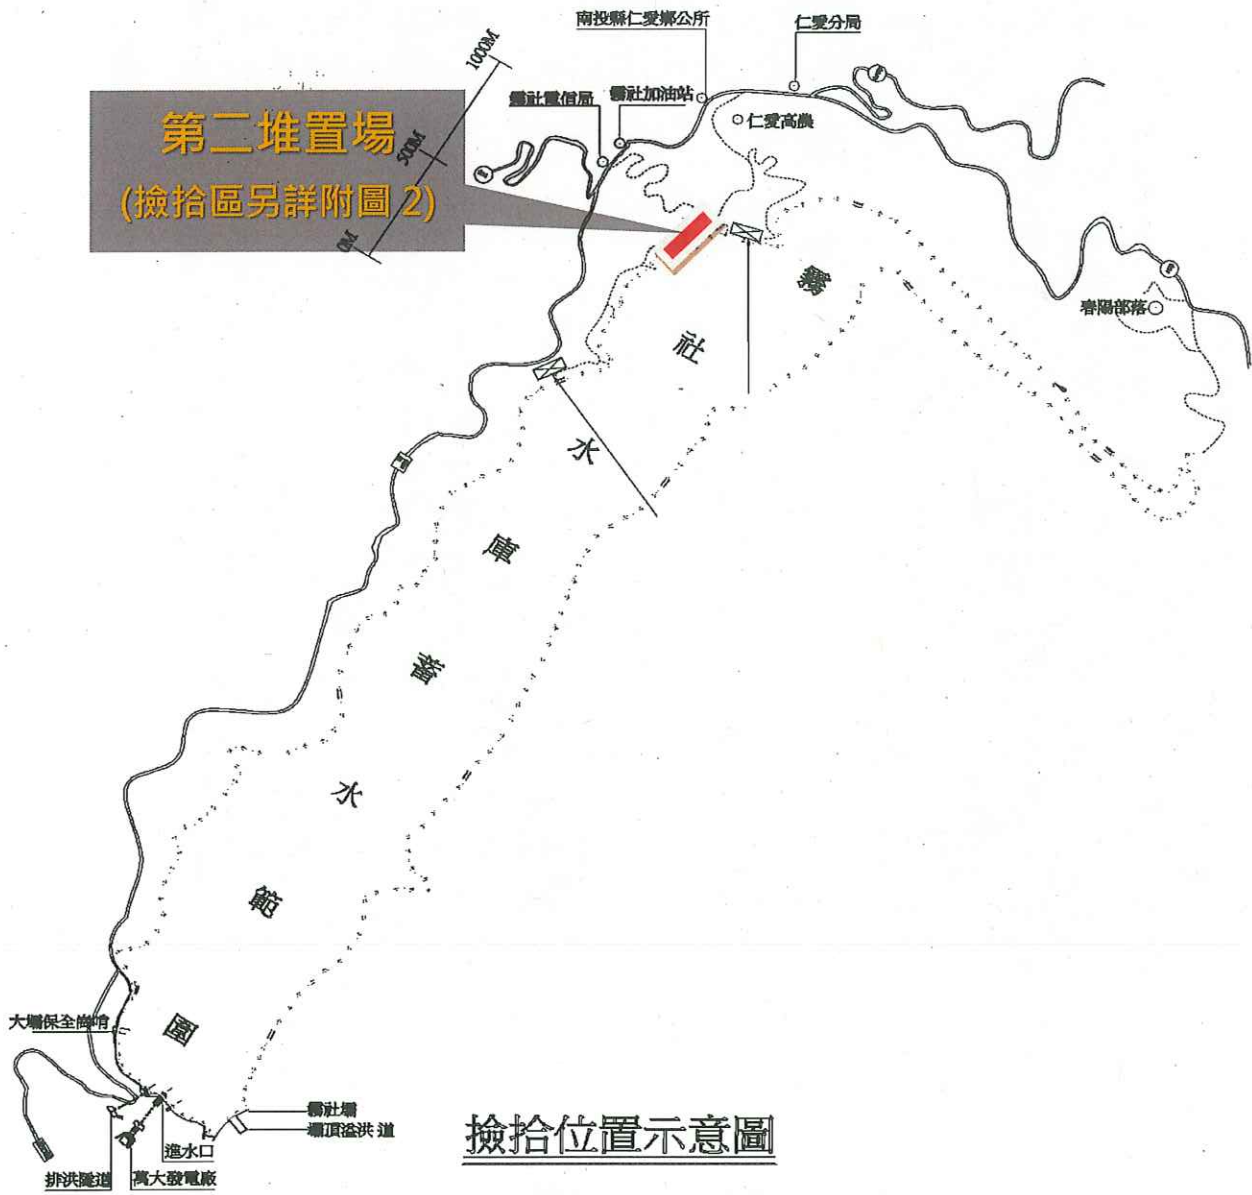 南投縣仁愛鄉公所
仁愛分局
1000M
霧社電信局
霧社加油站
第二堆置場
仁愛高農
500M
(撿拾區另詳附圖 2)
0M
春陽部落
霧
社
水
庫
蓄
水
範
圍
大壩保全崗哨
霧社壩
壩頂溢洪 道
進水口
排洪隧道
萬大發電廠
撿拾位置示意圖